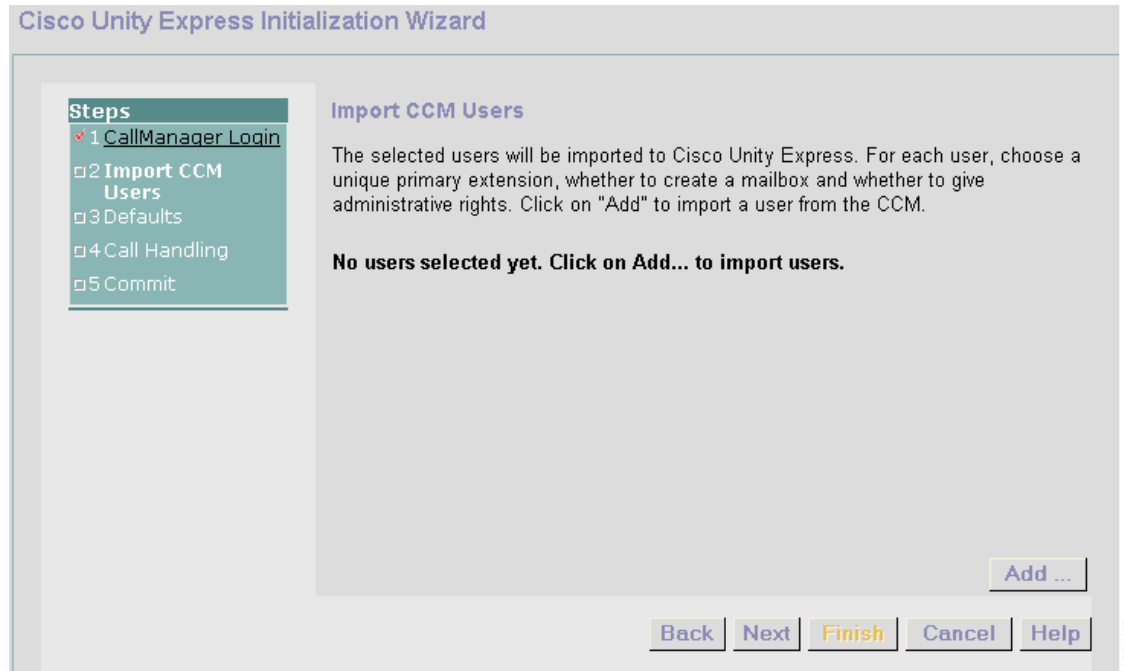 Cisco Unity Express Initialization Wizard
Steps
1 CallManager Login
2 Import CCM
Users
3 Defaults
4 Call Handling
5 Commit
Import CCM Users
The selected users will be imported to Cisco Unity Express. For each user, choose a
unique primary extension, whether to create a mailbox and whether to give
administrative rights. Click on "Add" to import a user from the CCM.
No users selected yet. Click on Add... to import users.
Add ...
Back Next Finish Cancel Help